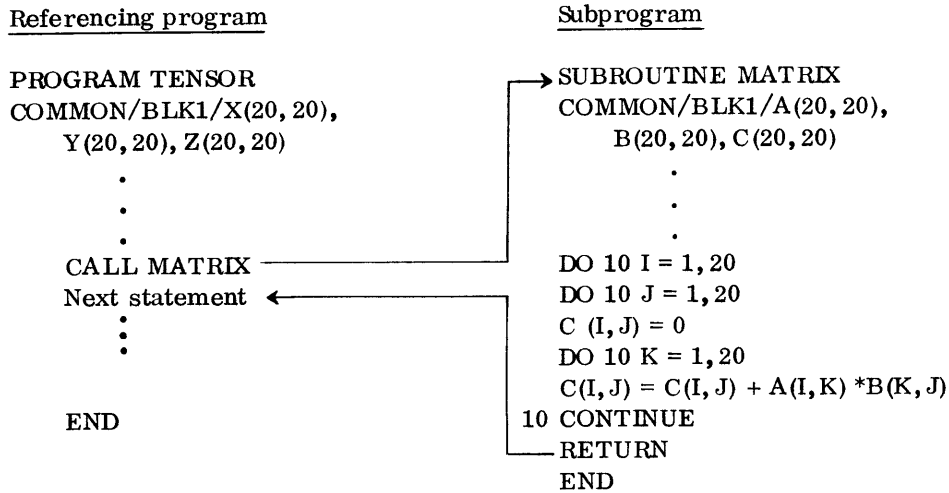 Referencing program
PROGRAM TENSOR
COMMON/BLK1/X(20,20),
Y(20,20), Z(20,20)
.
.
.
CALL MATRIX
Next statement
.
.
.
END
Subprogram
SUBROUTINE MATRIX
COMMON/BLK1/A(20,20),
B(20,20), C(20,20)
.
.
.
DO 10 I = 1,20
DO 10 J = 1,20
C (I,J) = 0
DO 10 K = 1,20
C(I,J) = C(I,J) + A(I,K) *B(K,J)
10 CONTINUE
RETURN
END